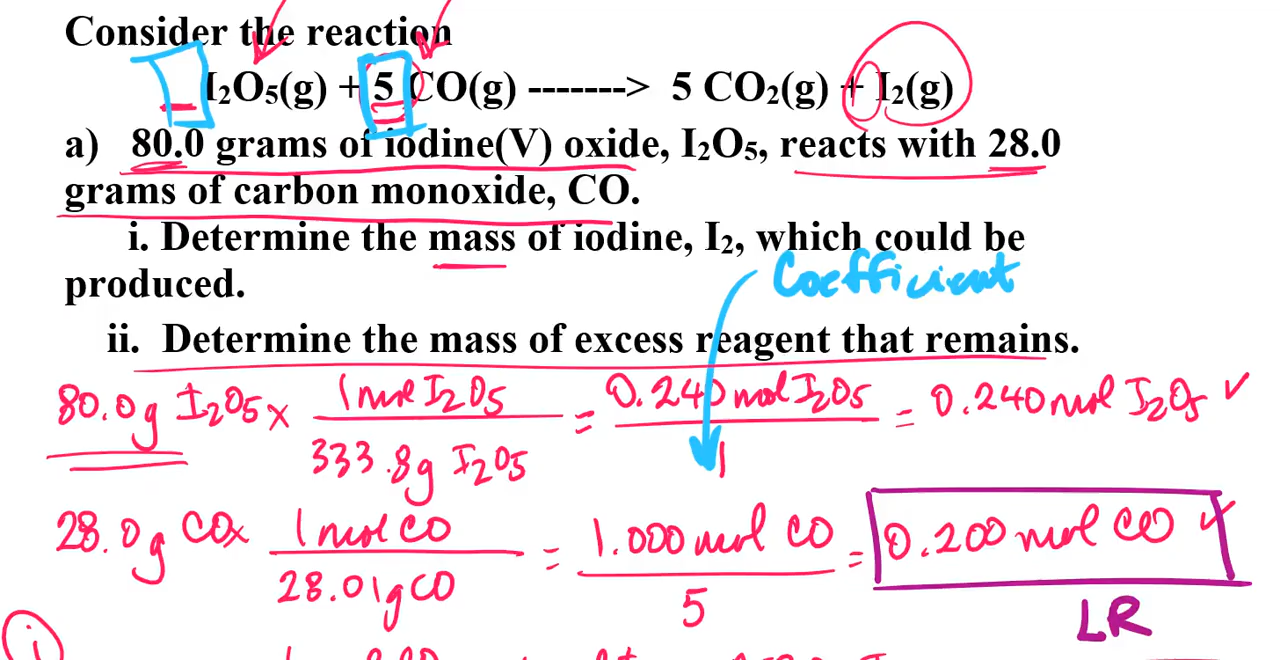 Consider the reaction
_ I₂O₅(g) + 5 CO(g) -------> 5 CO₂(g) + I₂(g)
a) 80.0 grams of iodine(V) oxide, I₂O₅, reacts with 28.0
grams of carbon monoxide, CO.
i. Determine the mass of iodine, I₂, which could be
produced.
Coefficient
ii. Determine the mass of excess reagent that remains.
80.0g I₂O₅ x 1 mol I₂O₅ / 333.8g I₂O₅ = 0.240 mol I₂O₅ / 1 = 0.240 mol I₂O₅ ✓
28.0g CO x 1 mol CO / 28.01g CO = 1.000 mol CO / 5 = 0.200 mol CO ✓
LR
i